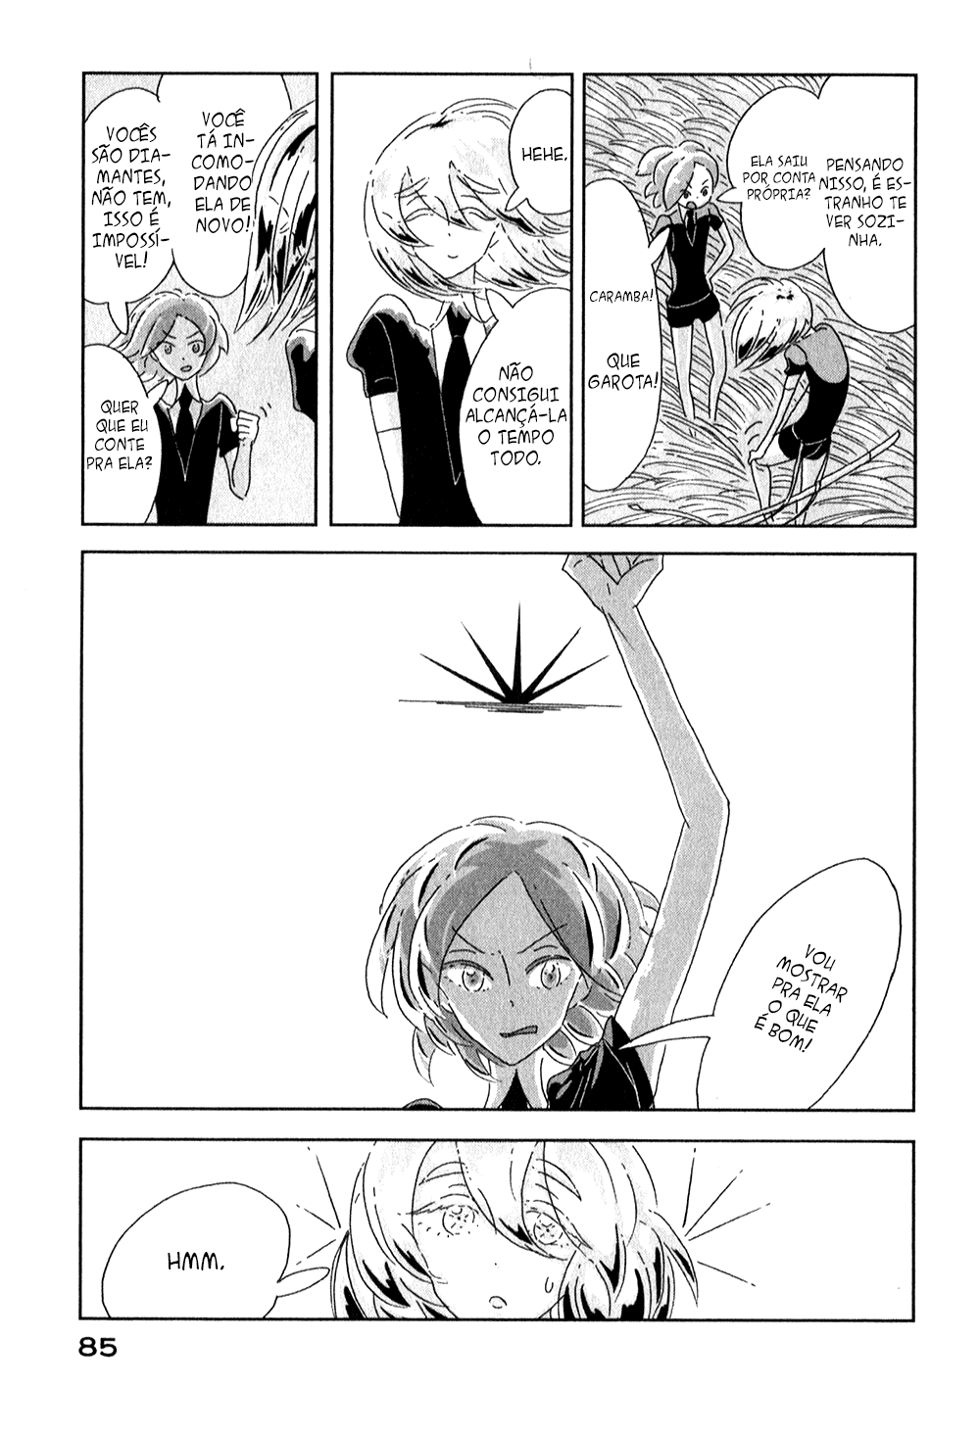 PENSANDO
NISSO, É ES-
TRANHO TE
VER SOZI-
NHA.
ELA SAIU
POR CONTA
PRÓPRIA?
CARAMBA!
QUE
GAROTA!
HEHE.
NÃO
CONSIGUI
ALCANÇÁ-LA
O TEMPO
TODO.
VOCÊ
TÁ IN-
COMO-
DANDO
ELA DE
NOVO!
VOCÊS
SÃO DIA-
MANTES,
NÃO TEM,
ISSO É
IMPOSSÍ-
VEL!
QUER
QUE EU
CONTE
PRA ELA?
VOU
MOSTRAR
PRA ELA
O QUE
É BOM!
HMM.
85